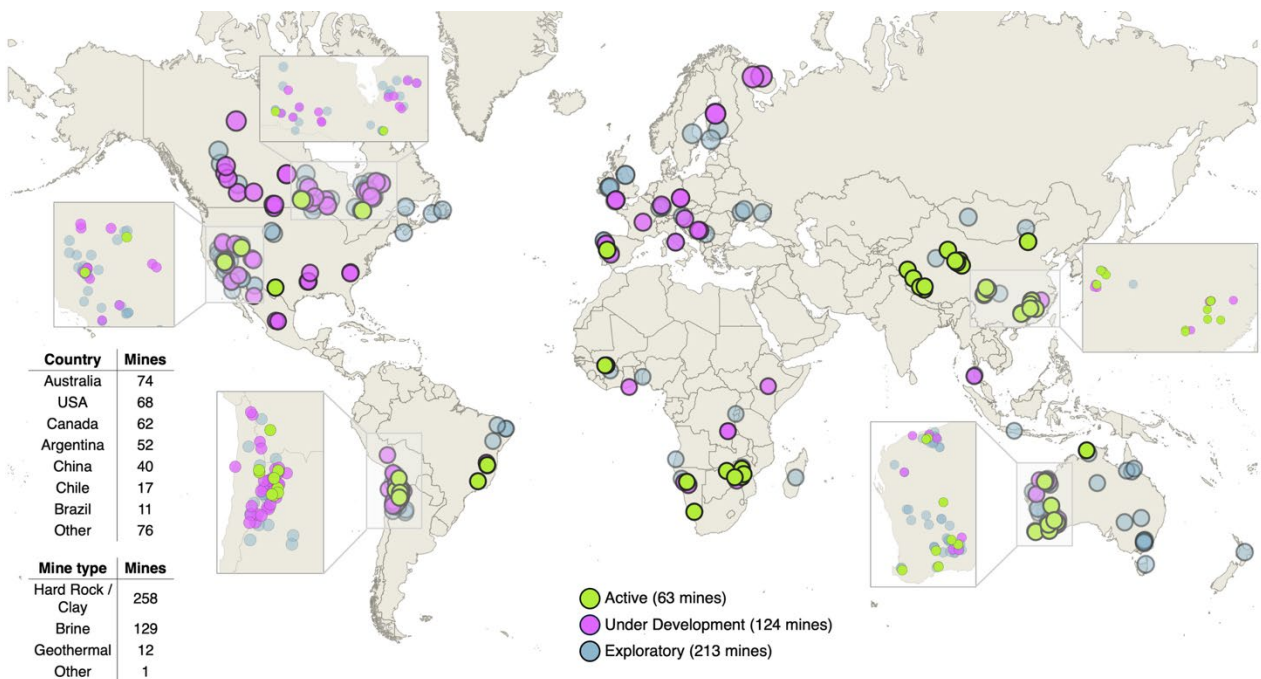 Country Mines
Australia 74
USA 68
Canada 62
Argentina 52
China 40
Chile 17
Brazil 11
Other 76
Mine type Mines
Hard Rock /
Clay 258
Brine 129
Geothermal 12
Other 1
Active (63 mines)
Under Development (124 mines)
Exploratory (213 mines)